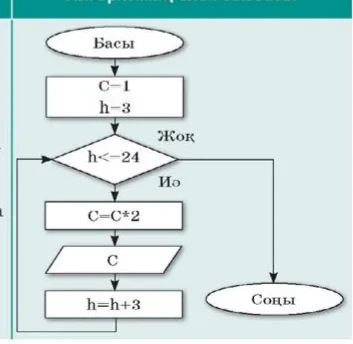 Басы
C=1
h=3
Жоқ
h<=24
Иә
C=C*2
C
h=h+3
Соңы